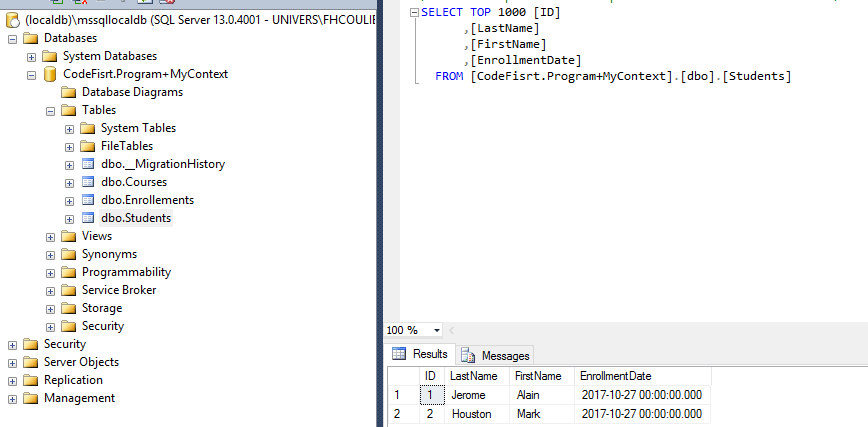 (localdb)\mssqllocaldb (SQL Server 13.0.4001 - UNIVERS\FHCOULIE
Databases
System Databases
CodeFisrt.Program+MyContext
Database Diagrams
Tables
System Tables
FileTables
dbo.__MigrationHistory
dbo.Courses
dbo.Enrollements
dbo.Students
Views
Synonyms
Programmability
Service Broker
Storage
Security
Security
Server Objects
Replication
Management
SELECT TOP 1000 [ID]
,[LastName]
,[FirstName]
,[EnrollmentDate]
FROM [CodeFisrt.Program+MyContext].[dbo].[Students]
100 %
Results Messages
ID LastName FirstName EnrollmentDate
1 1 Jerome Alain 2017-10-27 00:00:00.000
2 2 Houston Mark 2017-10-27 00:00:00.000